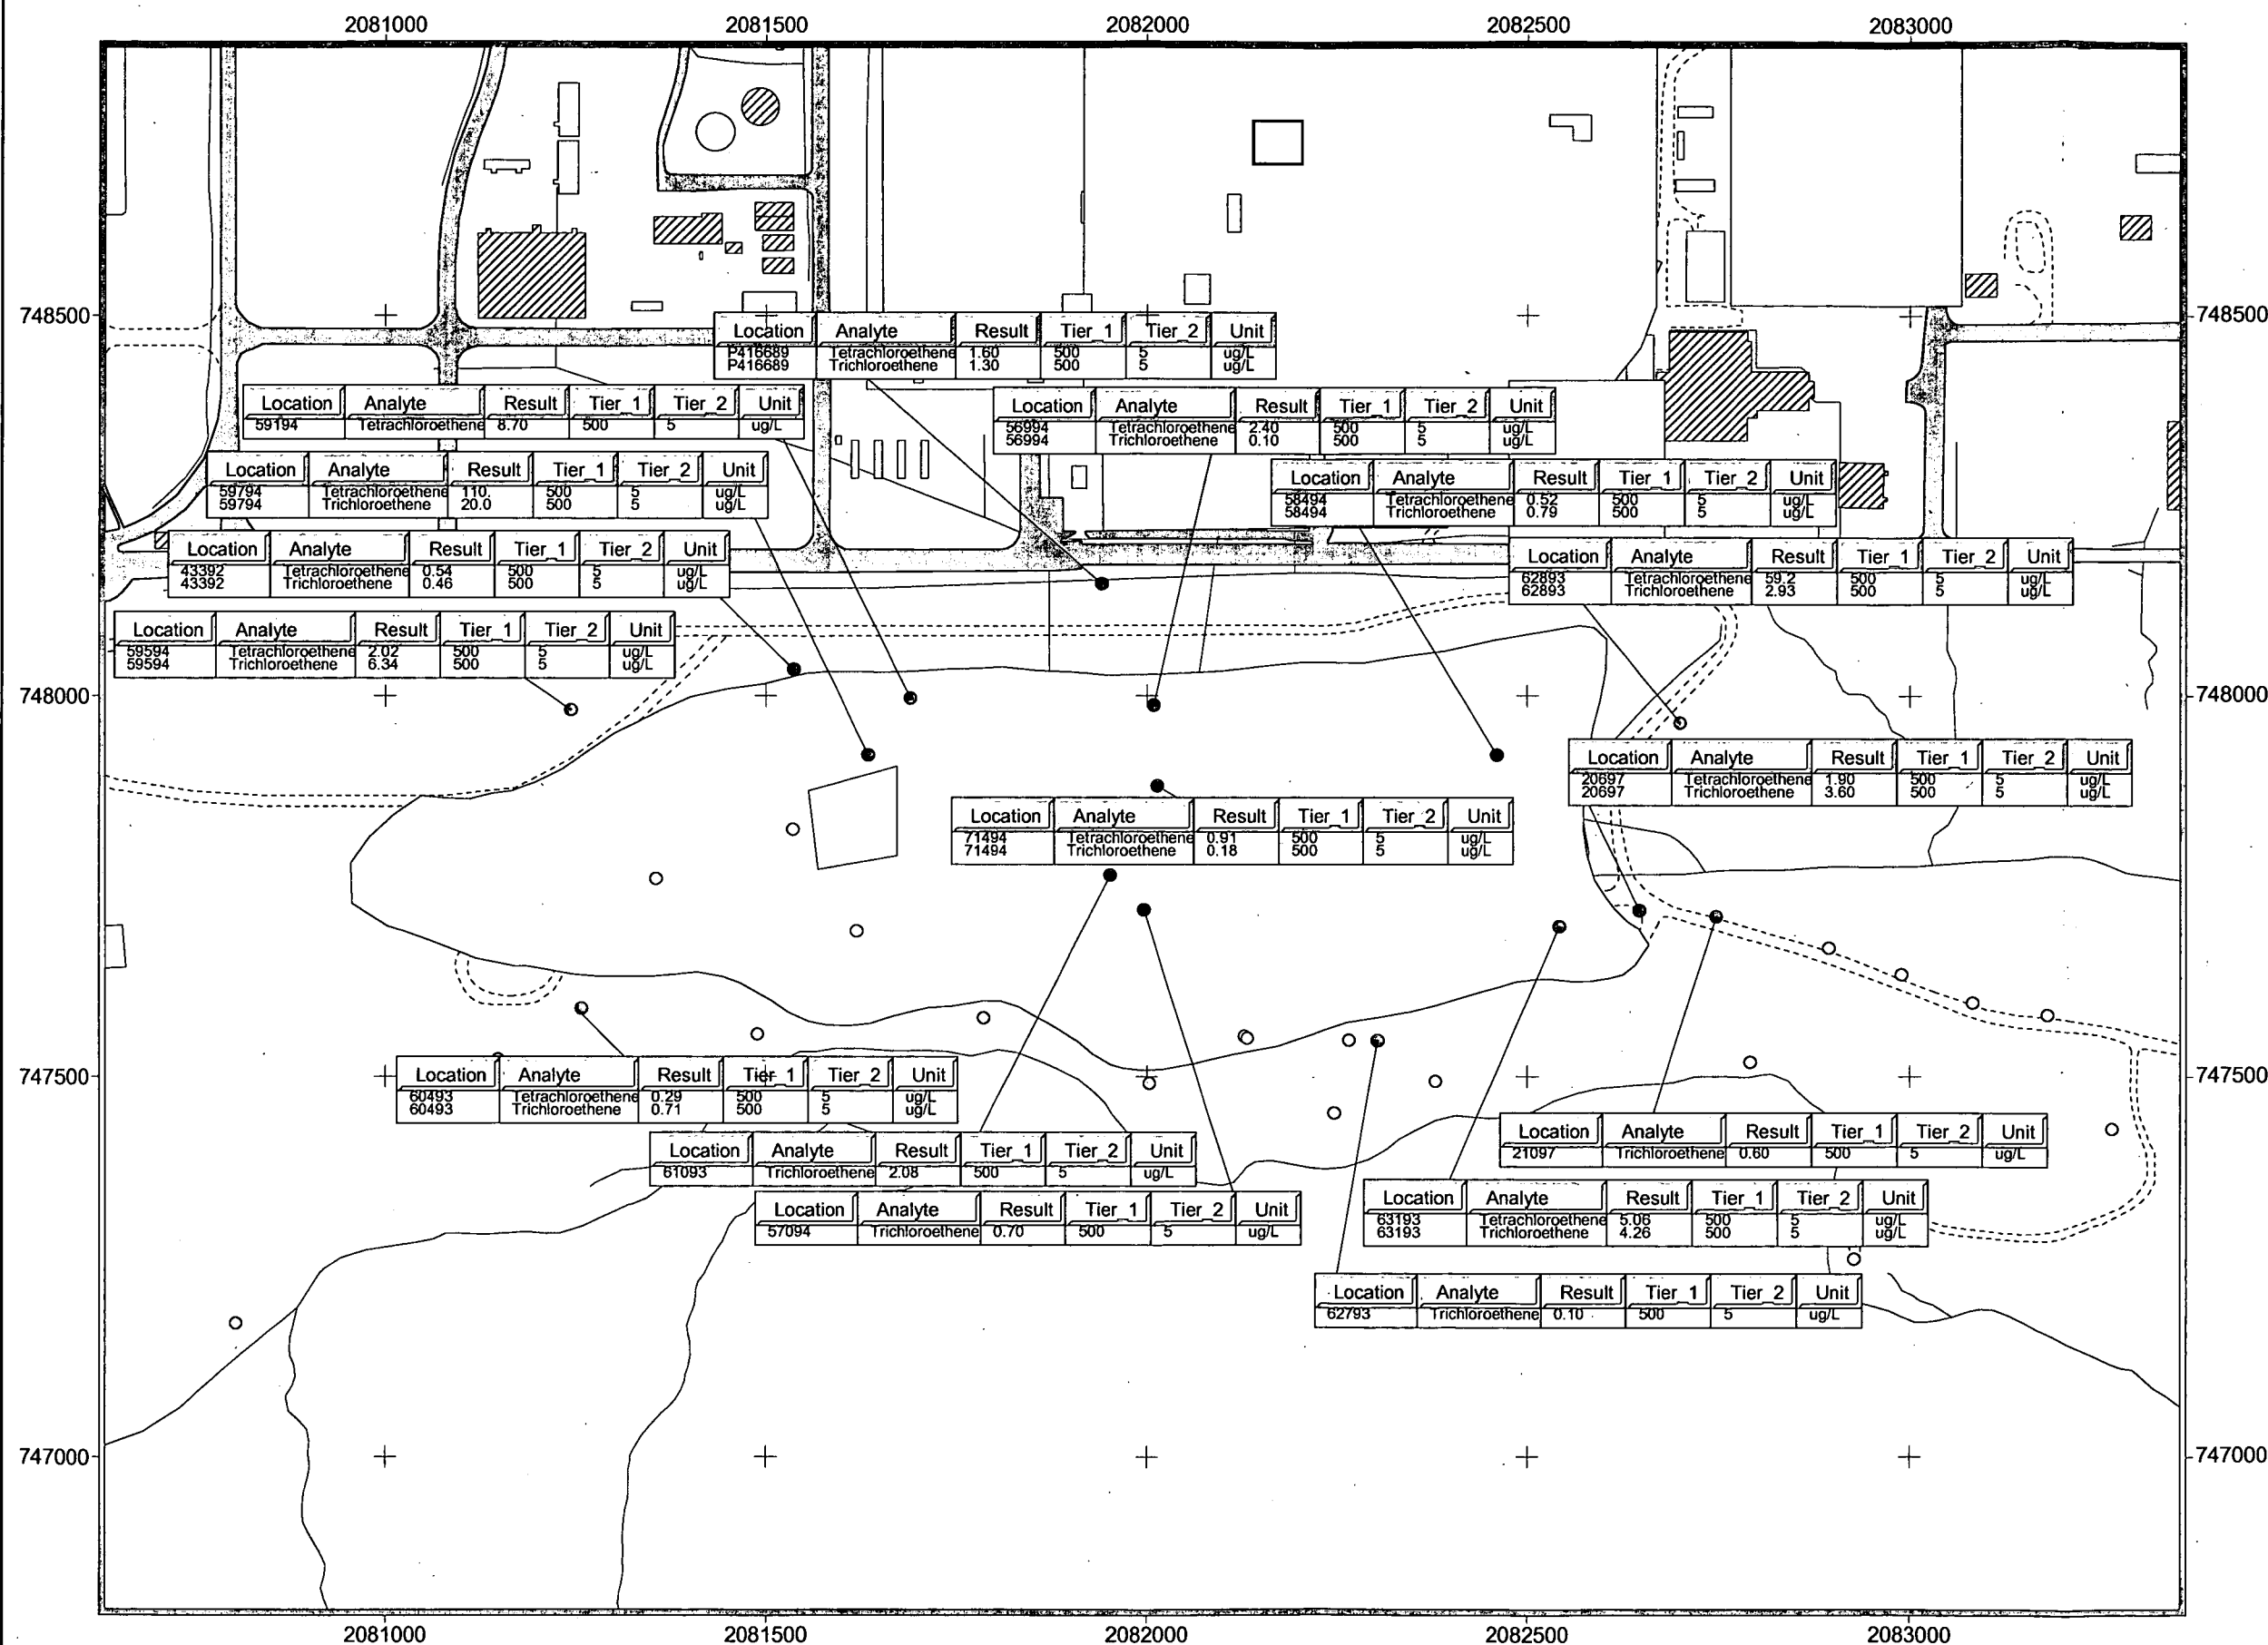 2081000 2081500 2082000 2082500 2083000
748500 748500
Location Analyte Result Tier_1 Tier_2 Unit
P416689 Tetrachloroethene 1.60 500 5 ug/L
P416689 Trichloroethene 1.30 500 5 ug/L
Location Analyte Result Tier_1 Tier_2 Unit
59194 Tetrachloroethene 8.70 500 5 ug/L
Location Analyte Result Tier_1 Tier_2 Unit
56994 Tetrachloroethene 2.40 500 5 ug/L
56994 Trichloroethene 0.10 500 5 ug/L
Location Analyte Result Tier_1 Tier_2 Unit
59794 Tetrachloroethene 110. 500 5 ug/L
59794 Trichloroethene 20.0 500 5 ug/L
Location Analyte Result Tier_1 Tier_2 Unit
58494 Tetrachloroethene 0.52 500 5 ug/L
58494 Trichloroethene 0.79 500 5 ug/L
Location Analyte Result Tier_1 Tier_2 Unit
43392 Tetrachloroethene 0.54 500 5 ug/L
43392 Trichloroethene 0.46 500 5 ug/L
Location Analyte Result Tier_1 Tier_2 Unit
62893 Tetrachloroethene 59.2 500 5 ug/L
62893 Trichloroethene 2.93 500 5 ug/L
Location Analyte Result Tier_1 Tier_2 Unit
59594 Tetrachloroethene 2.02 500 5 ug/L
59594 Trichloroethene 6.34 500 5 ug/L
748000 748000
Location Analyte Result Tier_1 Tier_2 Unit
20697 Tetrachloroethene 1.90 500 5 ug/L
20697 Trichloroethene 3.60 500 5 ug/L
Location Analyte Result Tier_1 Tier_2 Unit
71494 Tetrachloroethene 0.91 500 5 ug/L
71494 Trichloroethene 0.18 500 5 ug/L
747500 747500
Location Analyte Result Tier_1 Tier_2 Unit
60493 Tetrachloroethene 0.29 500 5 ug/L
60493 Trichloroethene 0.71 500 5 ug/L
Location Analyte Result Tier_1 Tier_2 Unit
21097 Trichloroethene 0.60 500 5 ug/L
Location Analyte Result Tier_1 Tier_2 Unit
61093 Trichloroethene 2.08 500 5 ug/L
Location Analyte Result Tier_1 Tier_2 Unit
63193 Tetrachloroethene 5.06 500 5 ug/L
63193 Trichloroethene 4.26 500 5 ug/L
Location Analyte Result Tier_1 Tier_2 Unit
57094 Trichloroethene 0.70 500 5 ug/L
Location Analyte Result Tier_1 Tier_2 Unit
62793 Trichloroethene 0.10 500 5 ug/L
747000 747000
2081000 2081500 2082000 2082500 2083000